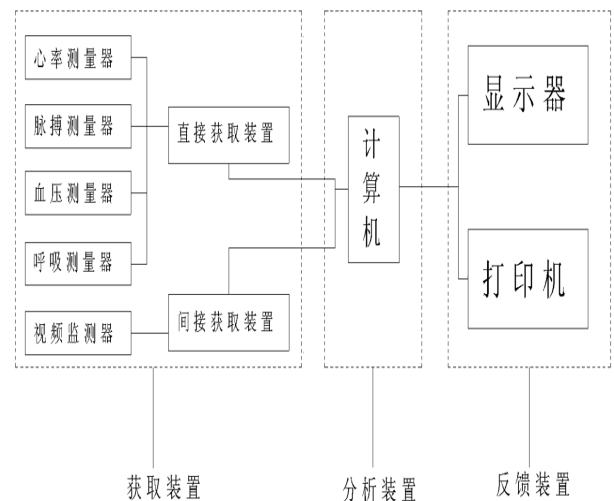 心率测量器
脉搏测量器
血压测量器
呼吸测量器
视频监测器
直接获取装置
间接获取装置
计算机
显示器
打印机
获取装置
分析装置
反馈装置